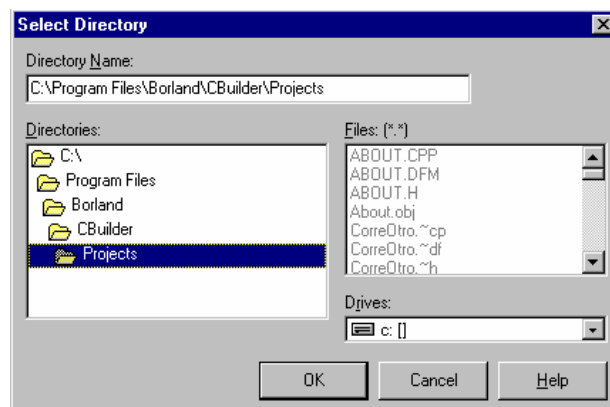 Select Directory
Directory Name:
C:\Program Files\Borland\CBuilder\Projects
Directories:
C:\
Program Files
Borland
CBuilder
Projects
Files: (*.*)
ABOUT.CPP
ABOUT.DFM
ABOUT.H
About.obj
CorreOtro.~cp
CorreOtro.~df
CorreOtro.~h
Drives:
c: []
OK
Cancel
Help